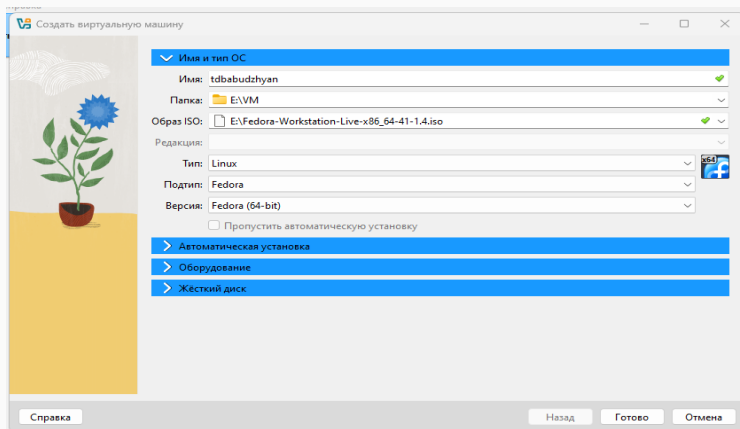 Создать виртуальную машину
Имя и тип ОС
Имя: tdbabudzhyan
Папка: E:\VM
Образ ISO: E:\Fedora-Workstation-Live-x86_64-41-1.4.iso
Редакция:
Тип: Linux
x64
Подтип: Fedora
Версия: Fedora (64-bit)
Пропустить автоматическую установку
Автоматическая установка
Оборудование
Жёсткий диск
Справка Назад Готово Отмена